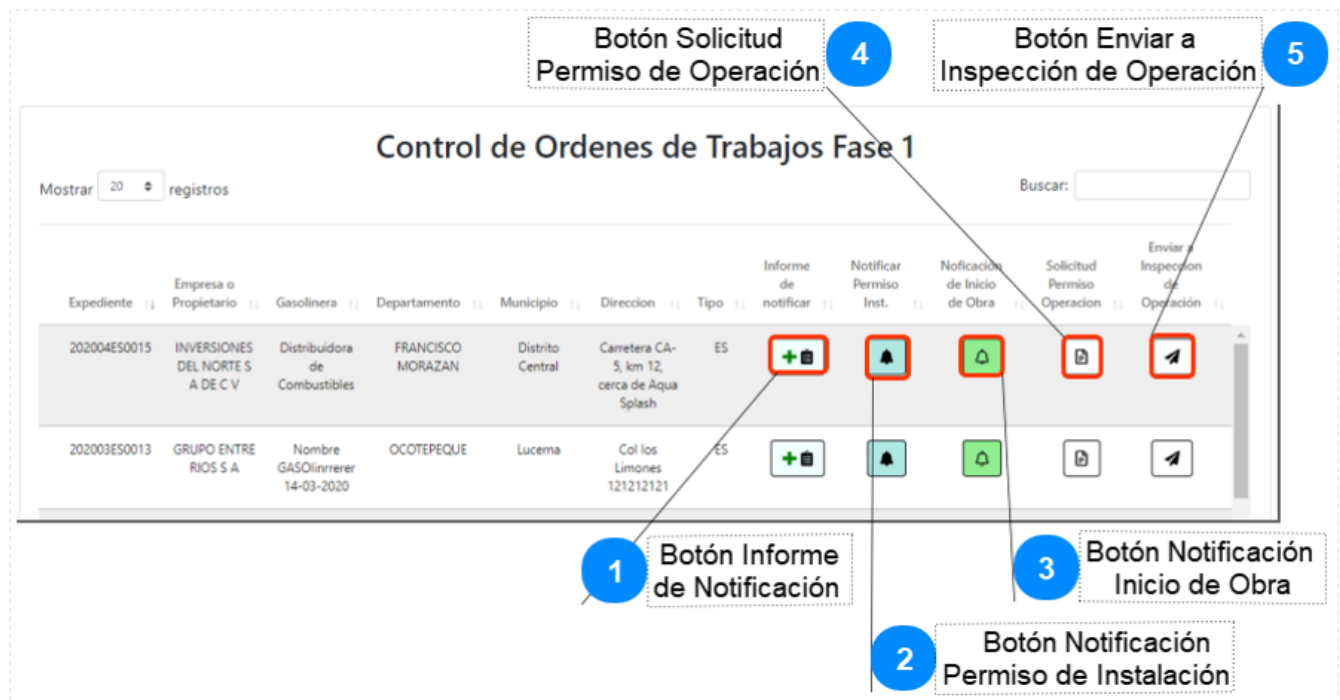 Botón Solicitud
Permiso de Operación
4
Botón Enviar a
Inspección de Operación
5
Control de Ordenes de Trabajos Fase 1
Mostrar 20 registros
Buscar:
Expediente
Empresa o
Propietario
Gasolinera
Departamento
Municipio
Direccion
Tipo
Informe
de
notificar
Notificar
Permiso
Inst.
Noficación
de Inicio
de Obra
Solicitud
Permiso
Operacion
Enviar a
Inspeccion
de
Operación
202004ES0015
INVERSIONES
DEL NORTE S
A DE C V
Distribuidora
de
Combustibles
FRANCISCO
MORAZAN
Distrito
Central
Carretera CA-
5, km 12,
cerca de Aqua
Splash
ES
202003ES0013
GRUPO ENTRE
RIOS S A
Nombre
GASOlinrrerer
14-03-2020
OCOTEPEQUE
Lucerna
Col los
Limones
121212121
ES
1
Botón Informe
de Notificación
3
Botón Notificación
Inicio de Obra
2
Botón Notificación
Permiso de Instalación